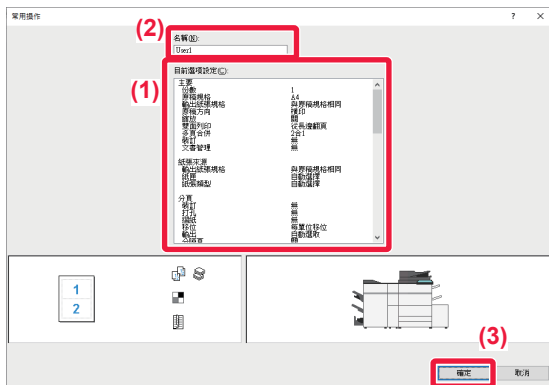 常用操作 ? ×
(2)
名稱(N):
User1
(1)
目前選項設定(C):
主要
份數 1
原稿規格 A4
輸出紙張規格 與原稿規格相同
原稿方向 橫印
縮放 關
雙面列印 從長邊翻頁
多頁合併 2合1
裝訂 無
文書管理 無
紙張來源
輸出紙張規格 與原稿規格相同
紙匣 自動選擇
紙張類型 自動選擇
分頁
裝訂 無
打孔 無
摺紙 無
移位 每單位移位
輸出 自動選取
分隔頁 關
1
2
(3)
確定 取消